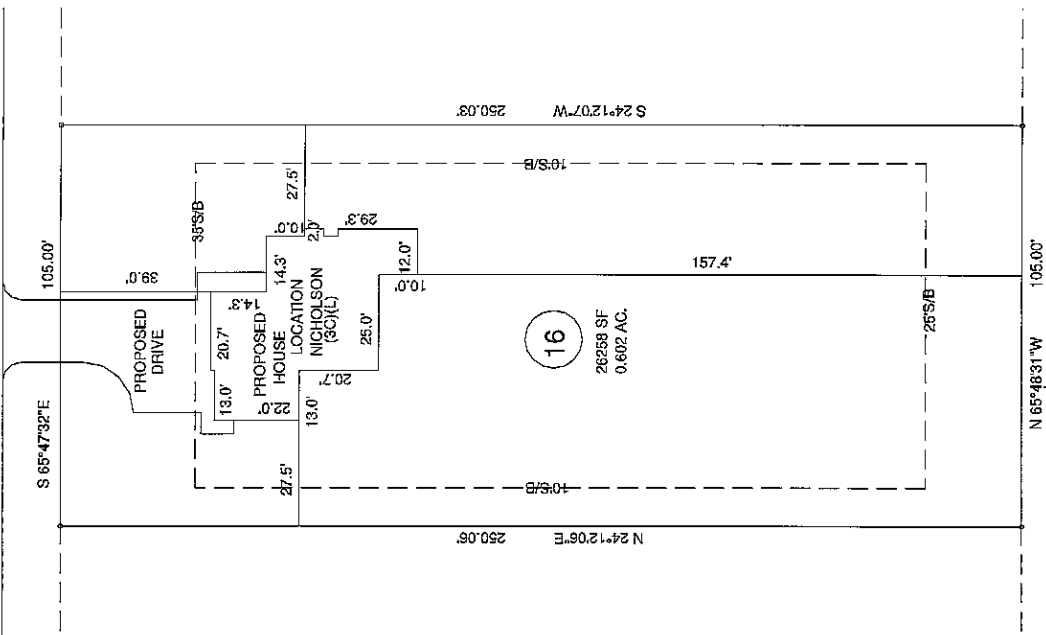 S 24°12'07" W
250.03'
10'S/B
35'S/B
27.5'
105.00'
39.0'
10.0'
2.0'
29.3'
14.3'
12.0'
10.0'
157.4'
105.00'
14.3'
PROPOSED
DRIVE
20.7'
PROPOSED
HOUSE
LOCATION
NICHOLSON
(3C)(L)
25.0'
20.7'
16
26258 SF
0.602 AC.
25'S/B
13.0'
22.0'
13.0'
S 65°47'32"E
N 65°48'31"W
27.5'
10'S/B
250.06'
N 24°12'06"E